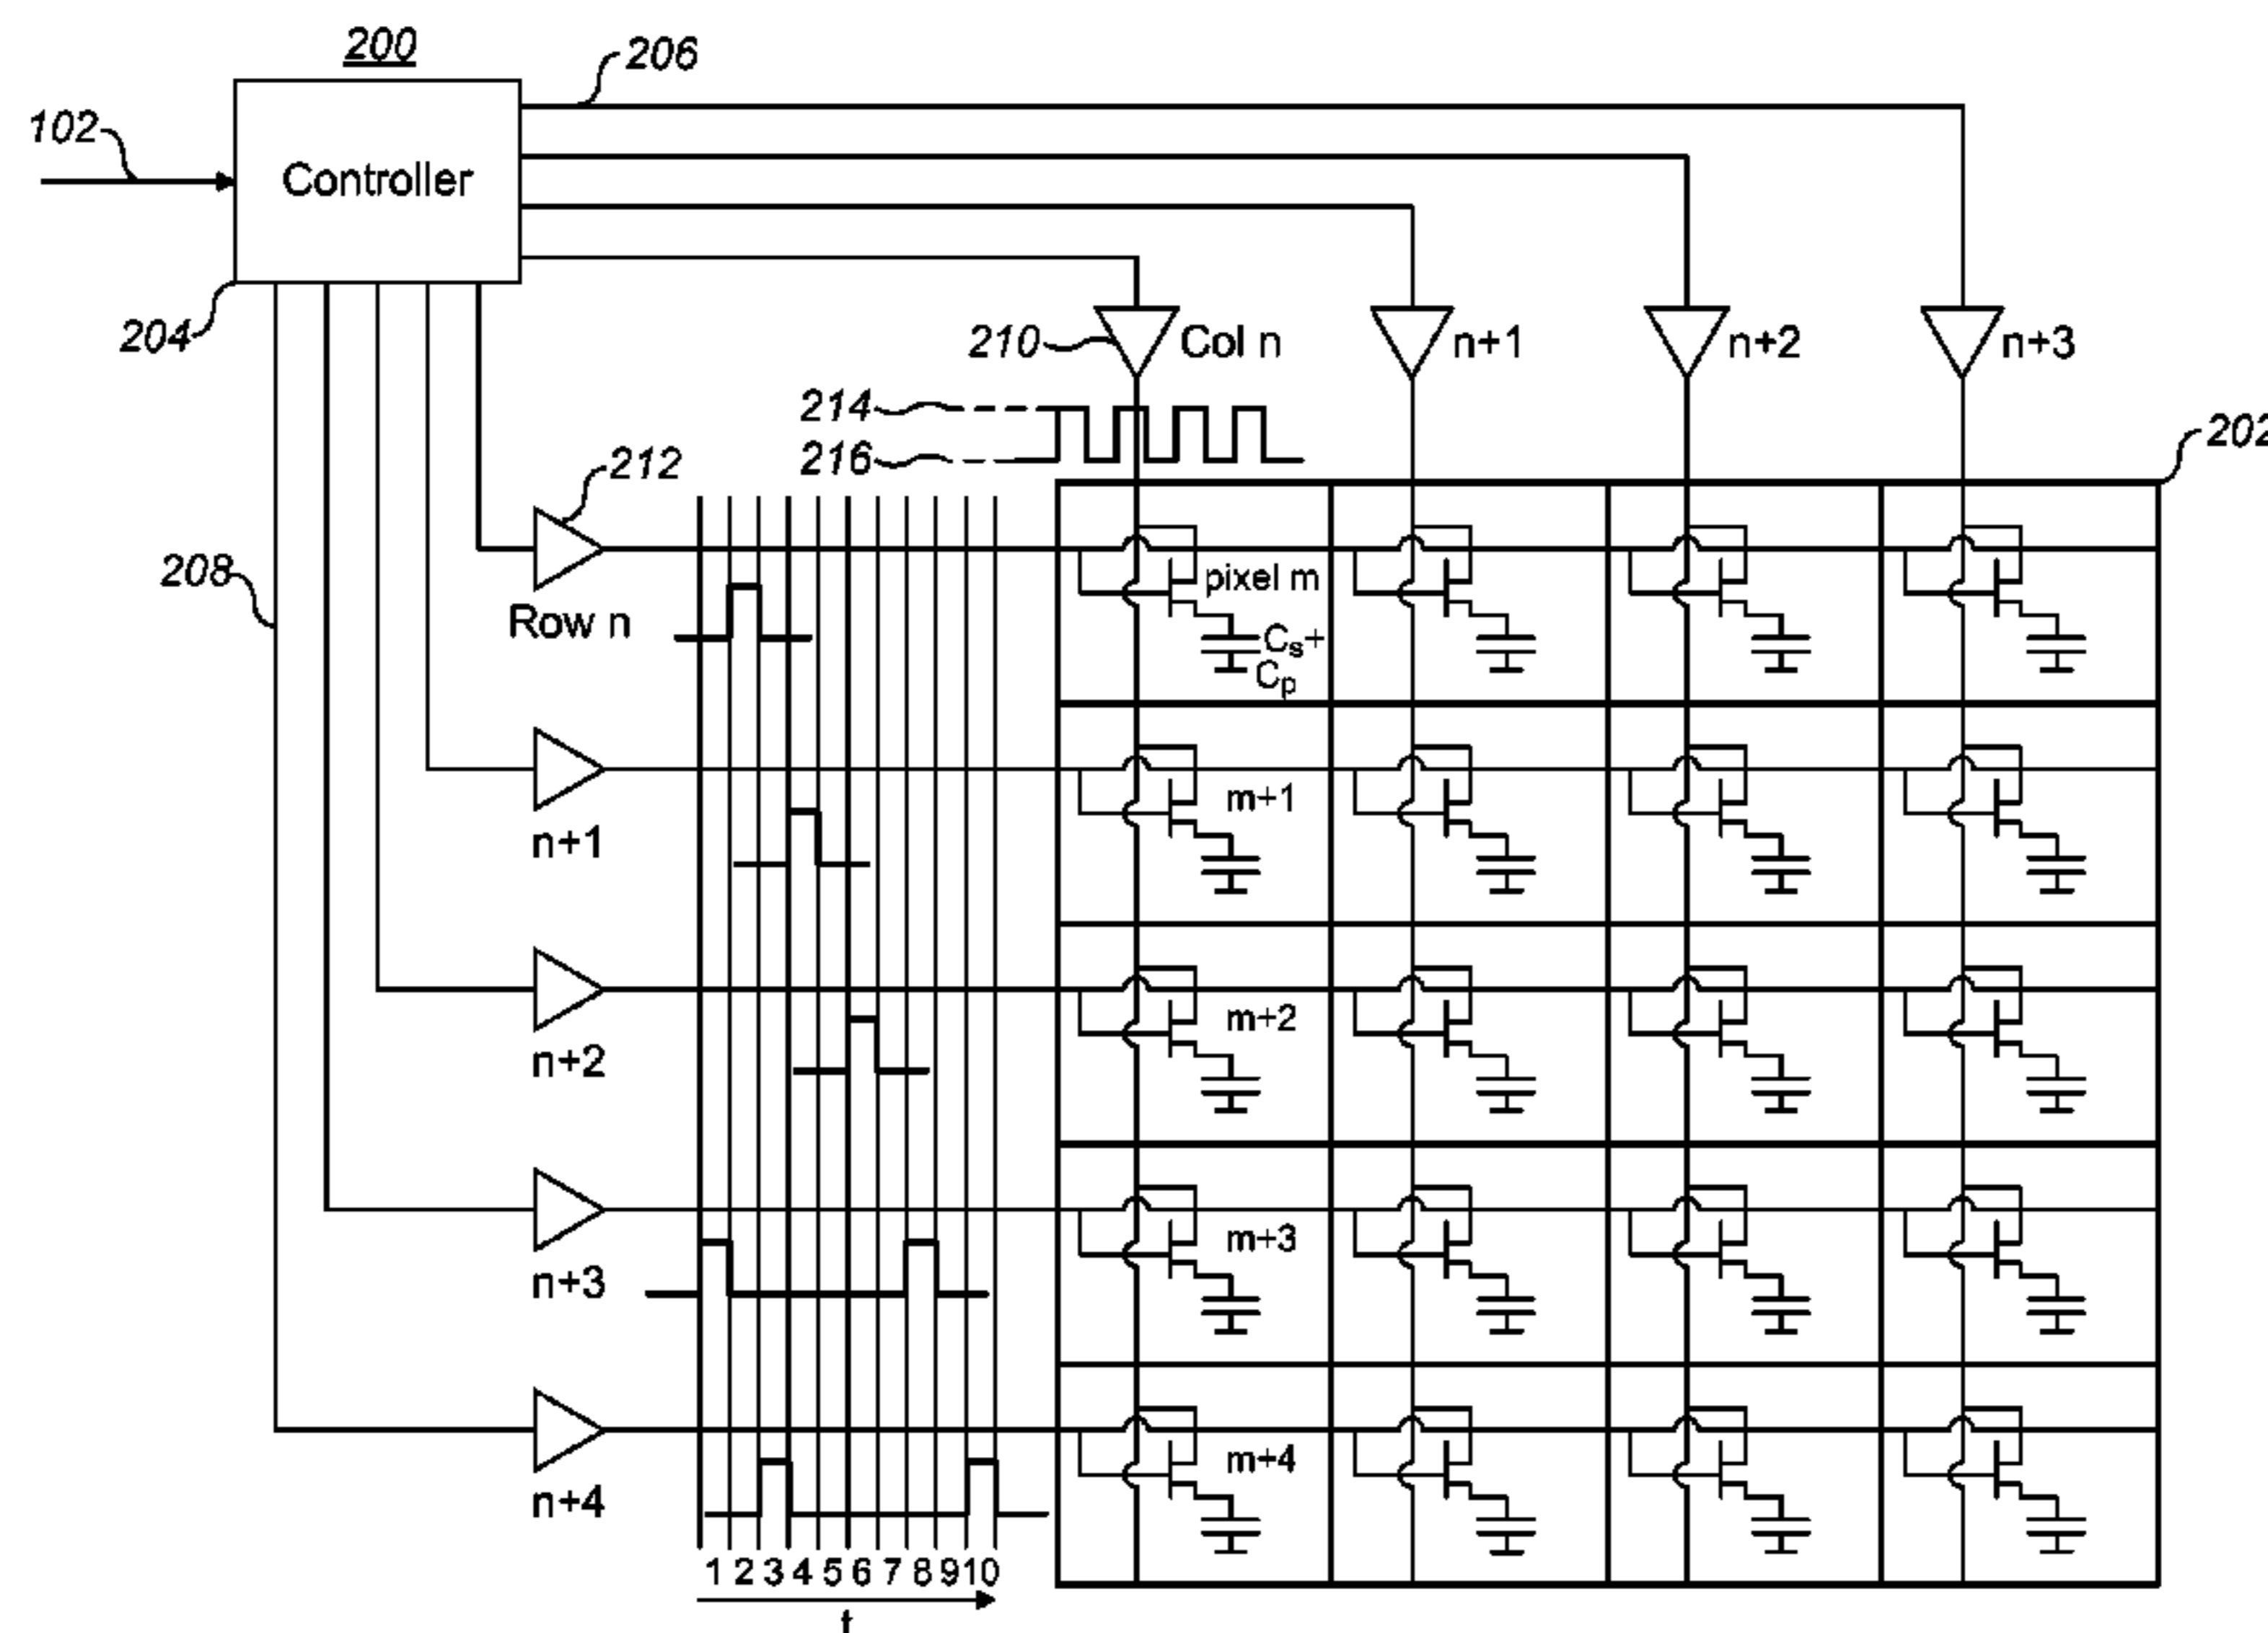 200
206
102
Controller
204
210
Col n
n+1
n+2
n+3
214
216
202
212
208
Row n
pixel m
Cs+
Cp
n+1
m+1
n+2
m+2
n+3
m+3
n+4
m+4
1 2 3 4 5 6 7 8 9 10
t